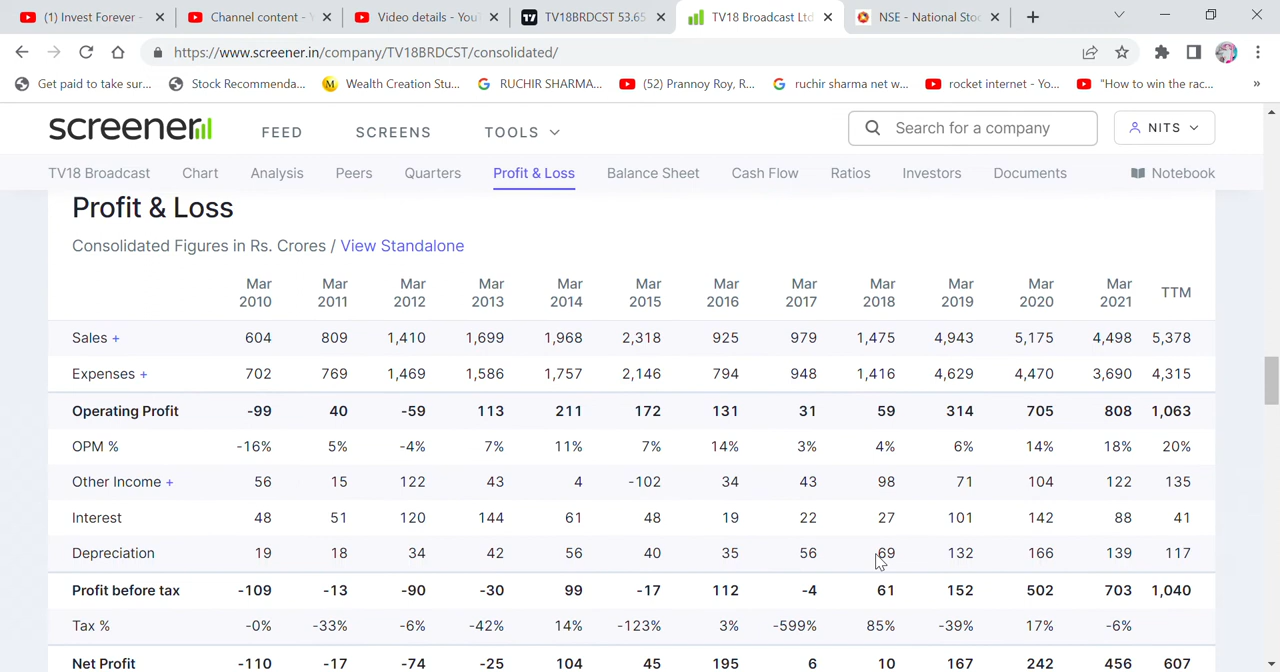 (1) Invest Forever -
Channel content - Y
Video details - You
TV18BRDCST 53.65
TV18 Broadcast Ltd
NSE - National Stoc
https://www.screener.in/company/TV18BRDCST/consolidated/
Get paid to take sur...
Stock Recommenda...
Wealth Creation Stu...
RUCHIR SHARMA...
(52) Prannoy Roy, R...
ruchir sharma net w...
rocket internet - Yo...
"How to win the rac...
»
screener
FEED
SCREENS
TOOLS
Search for a company
NITS
TV18 Broadcast
Chart
Analysis
Peers
Quarters
Profit & Loss
Balance Sheet
Cash Flow
Ratios
Investors
Documents
Notebook
Profit & Loss
Consolidated Figures in Rs. Crores / View Standalone
Mar 2010 Mar 2011 Mar 2012 Mar 2013 Mar 2014 Mar 2015 Mar 2016 Mar 2017 Mar 2018 Mar 2019 Mar 2020 Mar 2021 TTM
Sales + 604 809 1,410 1,699 1,968 2,318 925 979 1,475 4,943 5,175 4,498 5,378
Expenses + 702 769 1,469 1,586 1,757 2,146 794 948 1,416 4,629 4,470 3,690 4,315
Operating Profit -99 40 -59 113 211 172 131 31 59 314 705 808 1,063
OPM % -16% 5% -4% 7% 11% 7% 14% 3% 4% 6% 14% 18% 20%
Other Income + 56 15 122 43 4 -102 34 43 98 71 104 122 135
Interest 48 51 120 144 61 48 19 22 27 101 142 88 41
Depreciation 19 18 34 42 56 40 35 56 69 132 166 139 117
Profit before tax -109 -13 -90 -30 99 -17 112 -4 61 152 502 703 1,040
Tax % -0% -33% -6% -42% 14% -123% 3% -599% 85% -39% 17% -6%
Net Profit -110 -17 -74 -25 104 45 195 6 10 167 242 456 607